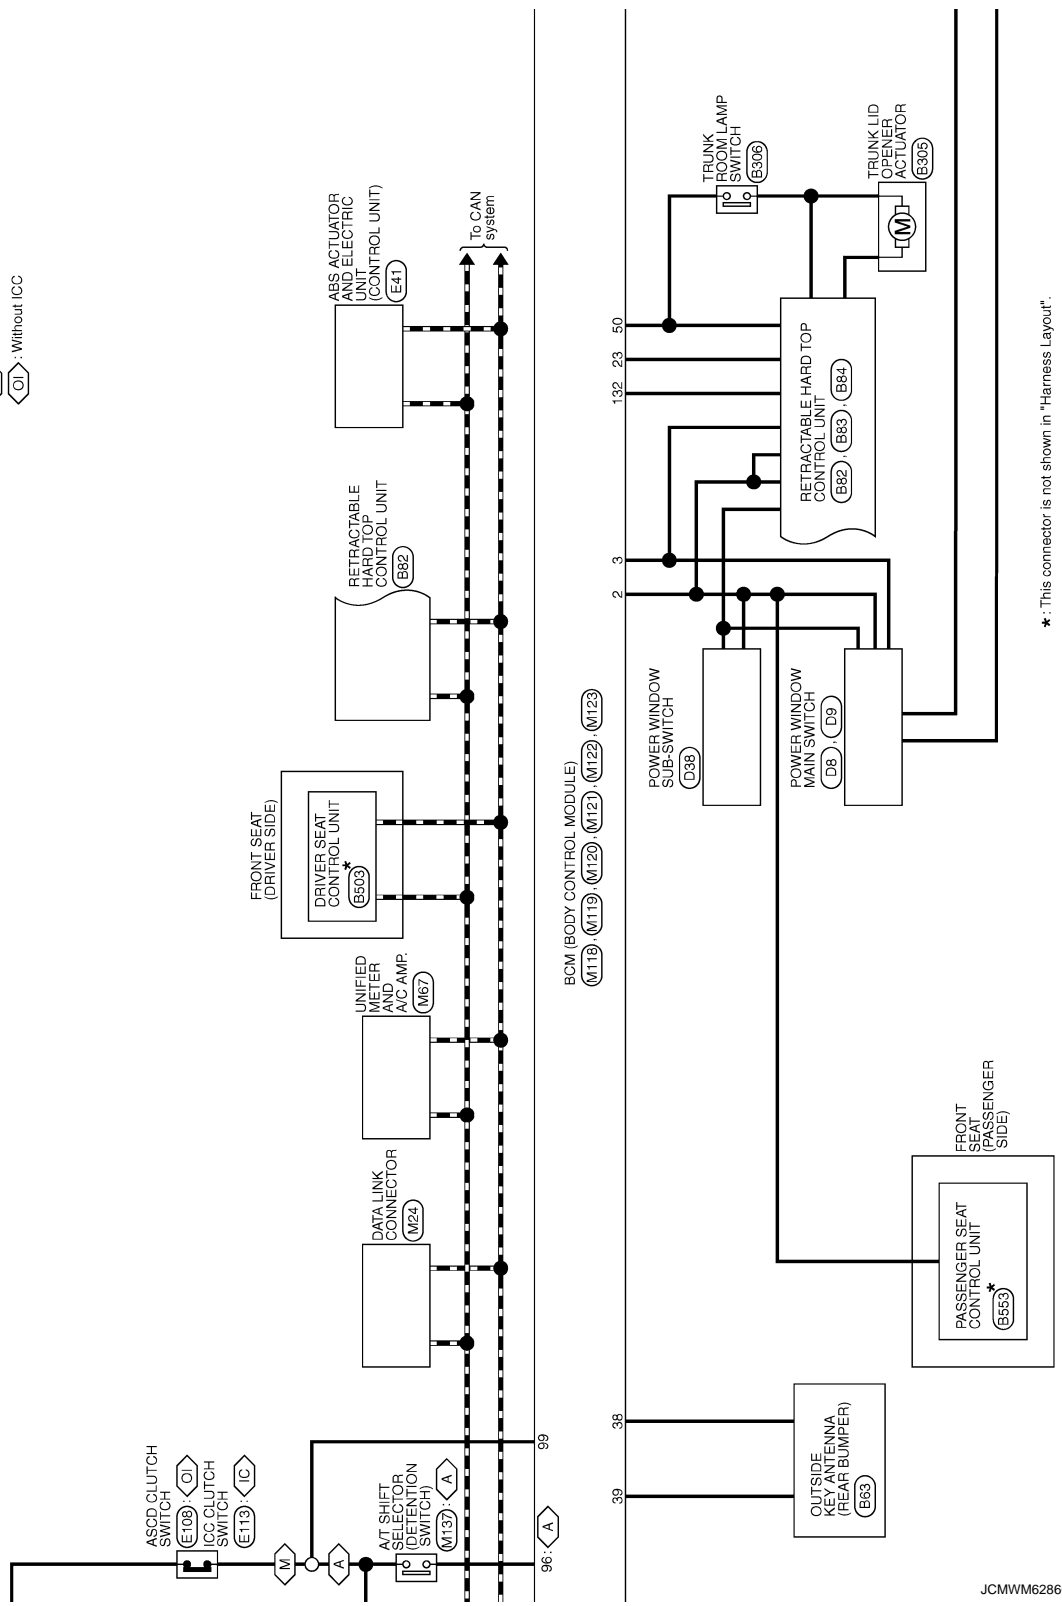 OI : Without ICC
ABS ACTUATOR
AND ELECTRIC
UNIT
(CONTROL UNIT)
E41
To CAN
system
RETRACTABLE
HARD TOP
CONTROL UNIT
B82
FRONT SEAT
(DRIVER SIDE)
DRIVER SEAT
CONTROL UNIT
*
B503
UNIFIED
METER
AND
A/C AMP.
M67
DATA LINK
CONNECTOR
M24
ASCD CLUTCH
SWITCH
E108 : OI
ICC CLUTCH
SWITCH
E113 : IC
M
A
A/T SHIFT
SELECTOR
(DETENTION
SWITCH)
M137 : A
99
96 : A
BCM (BODY CONTROL MODULE)
M118 , M119 , M120 , M121 , M122 , M123
50
23
132
3
2
38
39
TRUNK
ROOM LAMP
SWITCH
B306
TRUNK LID
OPENER
ACTUATOR
B305
M
RETRACTABLE HARD TOP
CONTROL UNIT
B82 , B83 , B84
POWER WINDOW
SUB-SWITCH
D38
POWER WINDOW
MAIN SWITCH
D8 , D9
FRONT
SEAT
(PASSENGER
SIDE)
PASSENGER SEAT
CONTROL UNIT
*
B553
OUTSIDE
KEY ANTENNA
(REAR BUMPER)
B63
* : This connector is not shown in "Harness Layout".
JCMWM6286